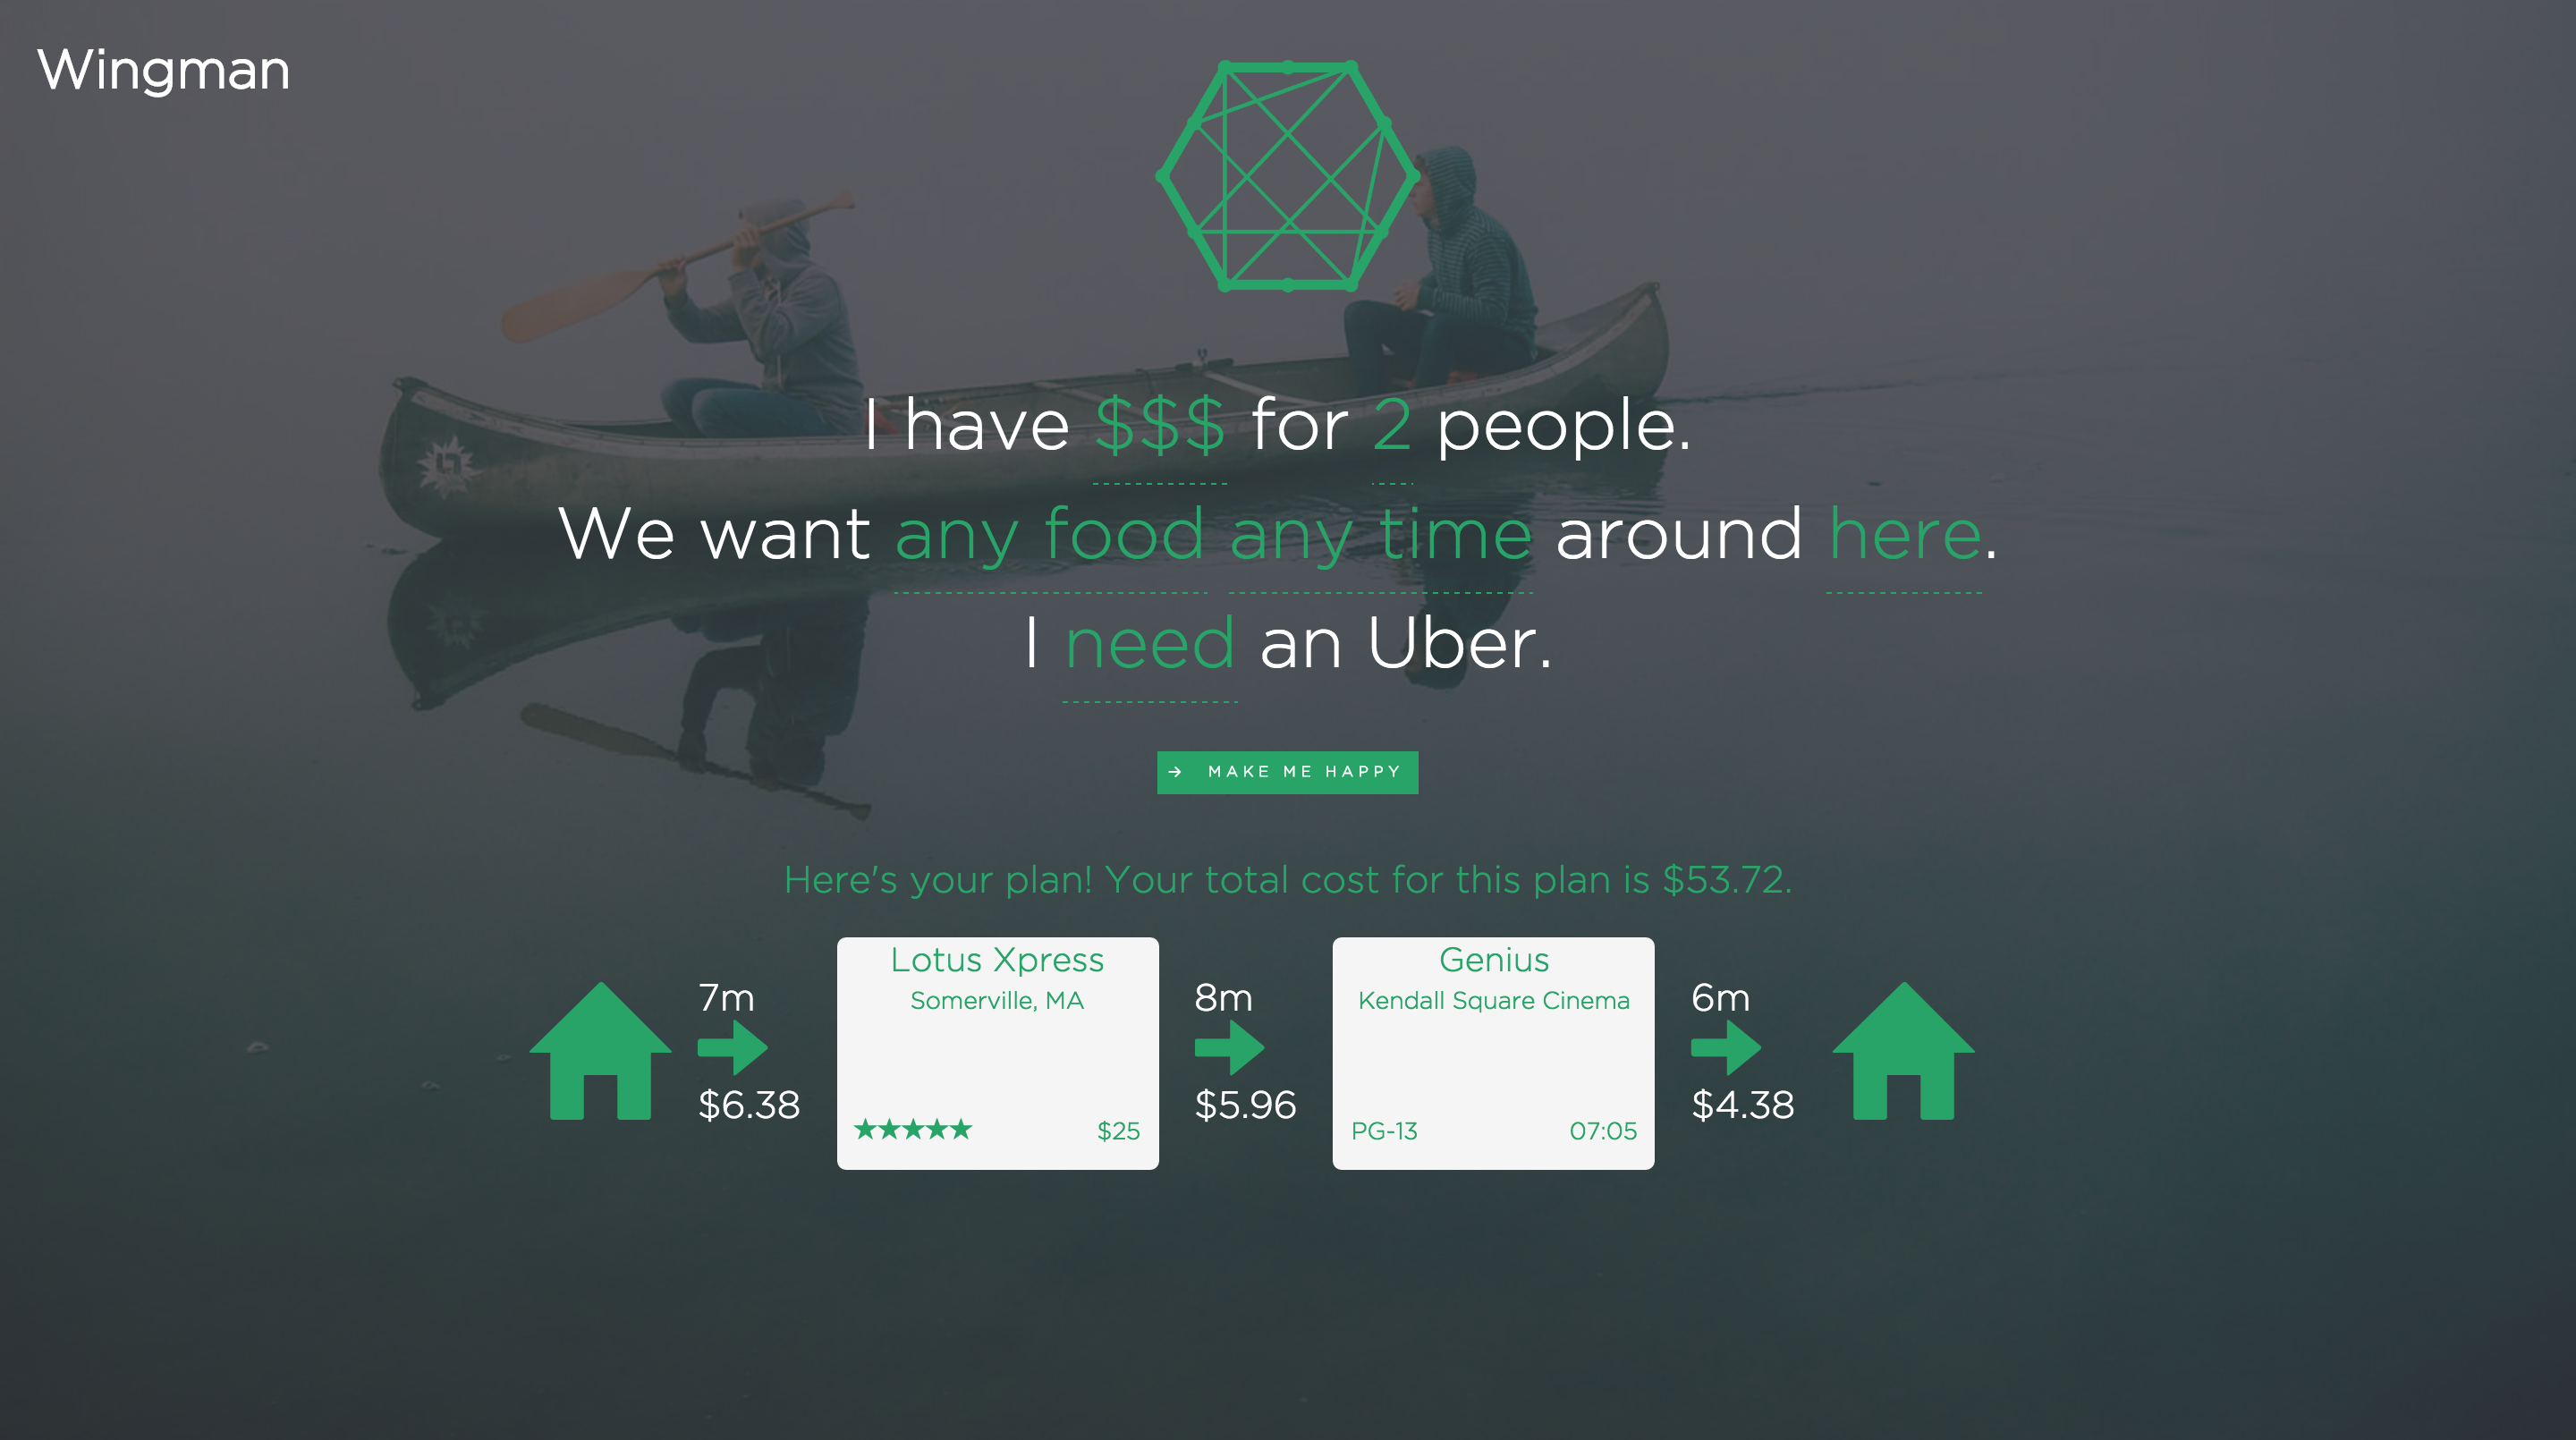 Wingman
I have $$$ for 2 people.
We want any food any time around here.
I need an Uber.
→ MAKE ME HAPPY
Here's your plan! Your total cost for this plan is $53.72.
7m
$6.38
Lotus Xpress
Somerville, MA
★★★★★ $25
8m
$5.96
Genius
Kendall Square Cinema
PG-13 07:05
6m
$4.38